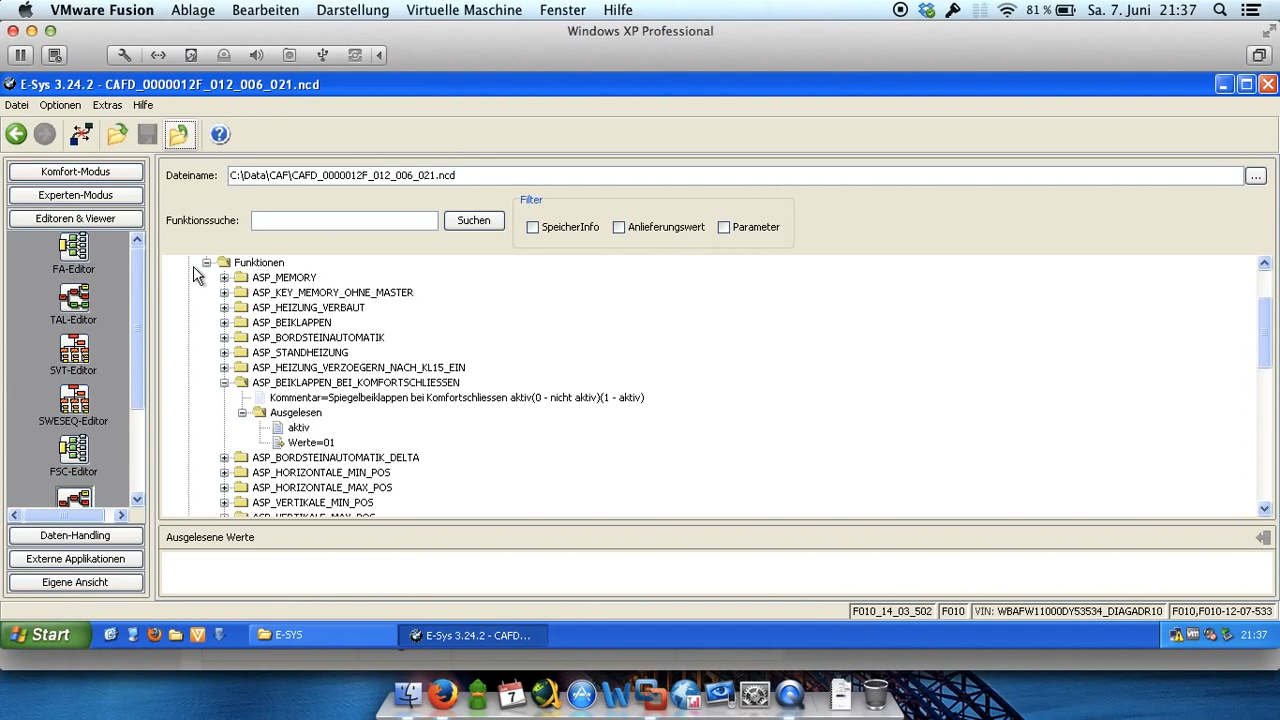 VMware Fusion Ablage Bearbeiten Darstellung Virtuelle Maschine Fenster Hilfe 81 % Sa. 7. Juni 21:37
Windows XP Professional
E-Sys 3.24.2 - CAFD_0000012F_012_006_021.ncd
Datei Optionen Extras Hilfe
Komfort-Modus
Experten-Modus
Editoren & Viewer
FA-Editor
TAL-Editor
SVT-Editor
SWESEQ-Editor
FSC-Editor
Daten-Handling
Externe Applikationen
Eigene Ansicht
Dateiname: C:\Data\CAF\CAFD_0000012F_012_006_021.ncd ...
Funktionssuche: Suchen
Filter
SpeicherInfo Anlieferungswert Parameter
Funktionen
ASP_MEMORY
ASP_KEY_MEMORY_OHNE_MASTER
ASP_HEIZUNG_VERBAUT
ASP_BEIKLAPPEN
ASP_BORDSTEINAUTOMATIK
ASP_STANDHEIZUNG
ASP_HEIZUNG_VERZOEGERN_NACH_KL15_EIN
ASP_BEIKLAPPEN_BEI_KOMFORTSCHLIESSEN
Kommentar=Spiegelbeiklappen bei Komfortschliessen aktiv(0 - nicht aktiv)(1 - aktiv)
Ausgelesen
aktiv
Werte=01
ASP_BORDSTEINAUTOMATIK_DELTA
ASP_HORIZONTALE_MIN_POS
ASP_HORIZONTALE_MAX_POS
ASP_VERTIKALE_MIN_POS
ASP_VERTIKALE_MAX_POS
Ausgelesene Werte
F010_14_03_502 F010 VIN: WBAFW11000DY53534_DIAGADR10 F010,F010-12-07-533
Start E-SYS E-Sys 3.24.2 - CAFD... 21:37
7